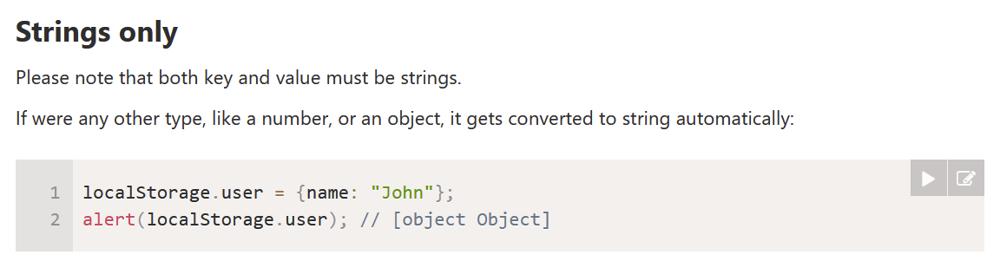 Strings only
Please note that both key and value must be strings.
If were any other type, like a number, or an object, it gets converted to string automatically:
1 localStorage.user = {name: "John"};
2 alert(localStorage.user); // [object Object]